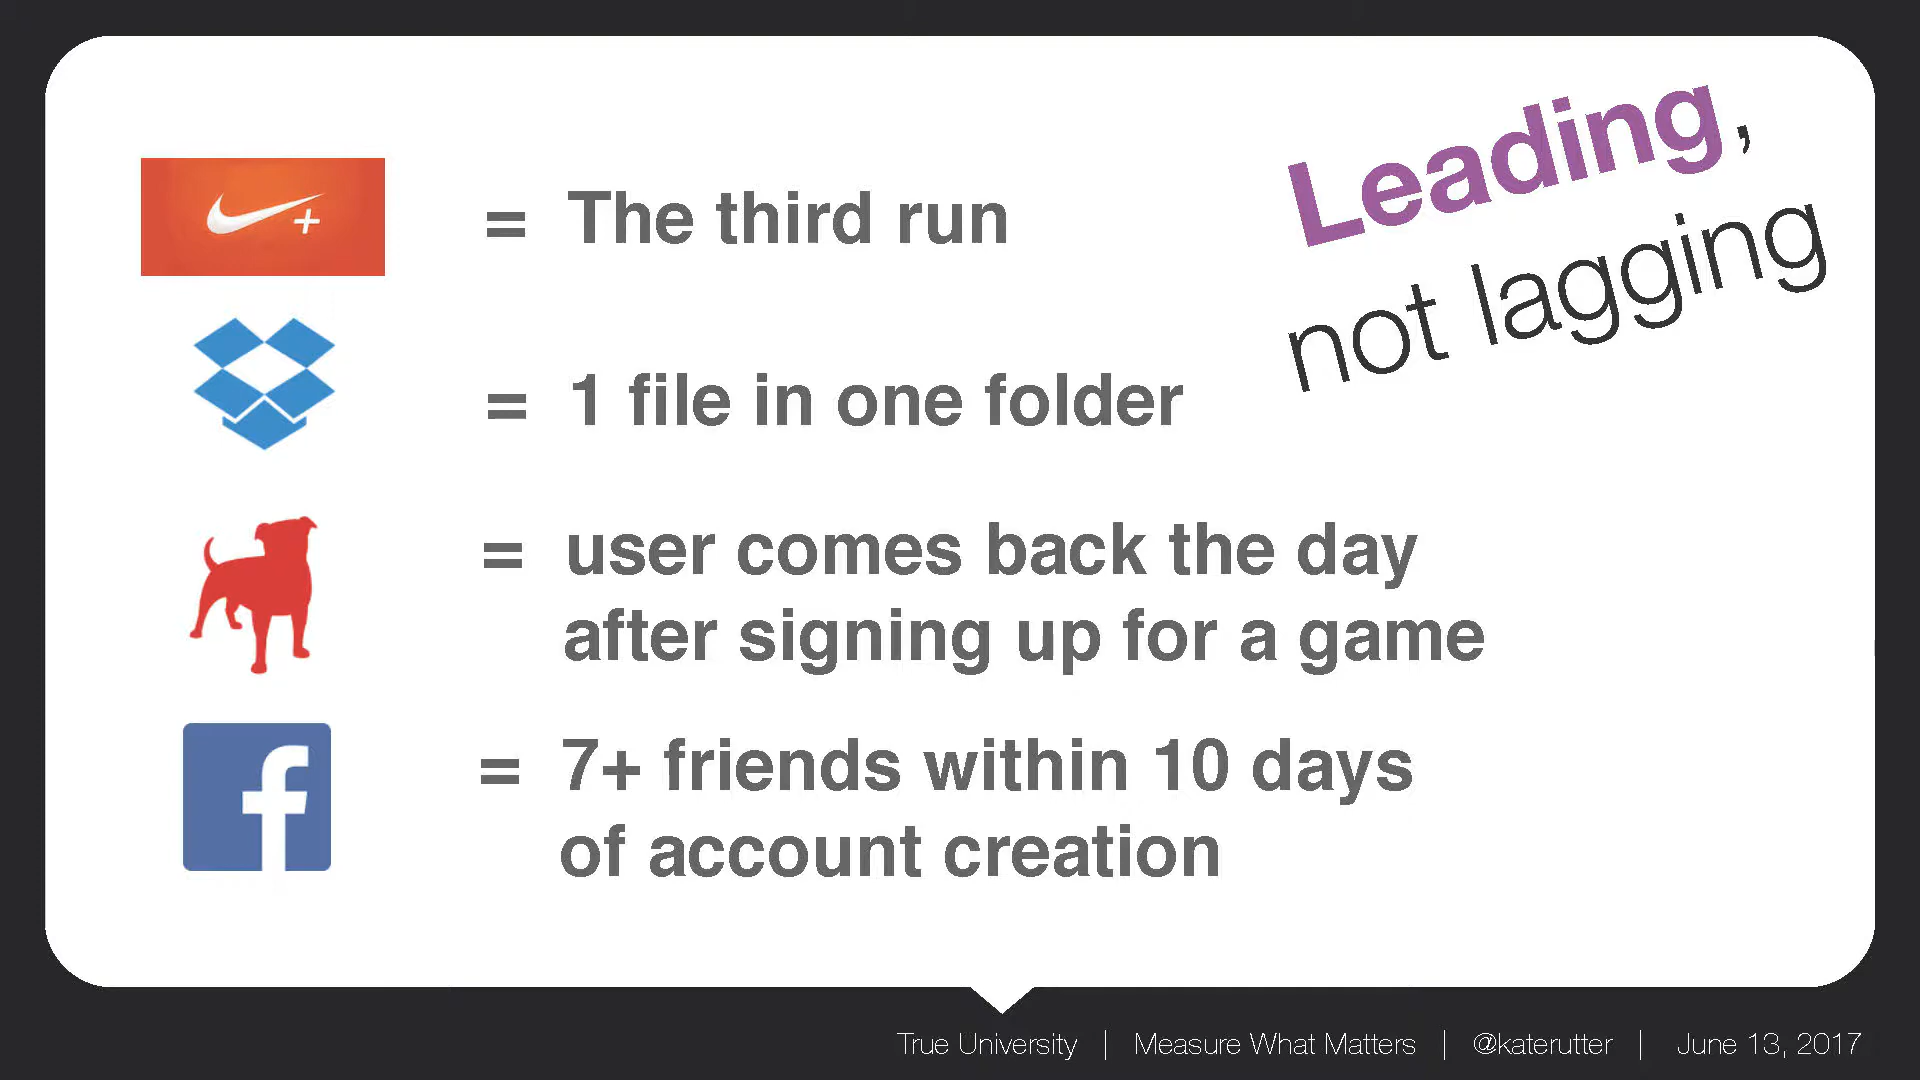 Leading,
not lagging
= The third run
= 1 file in one folder
= user comes back the day
after signing up for a game
= 7+ friends within 10 days
of account creation
True University | Measure What Matters | @katerutter | June 13, 2017